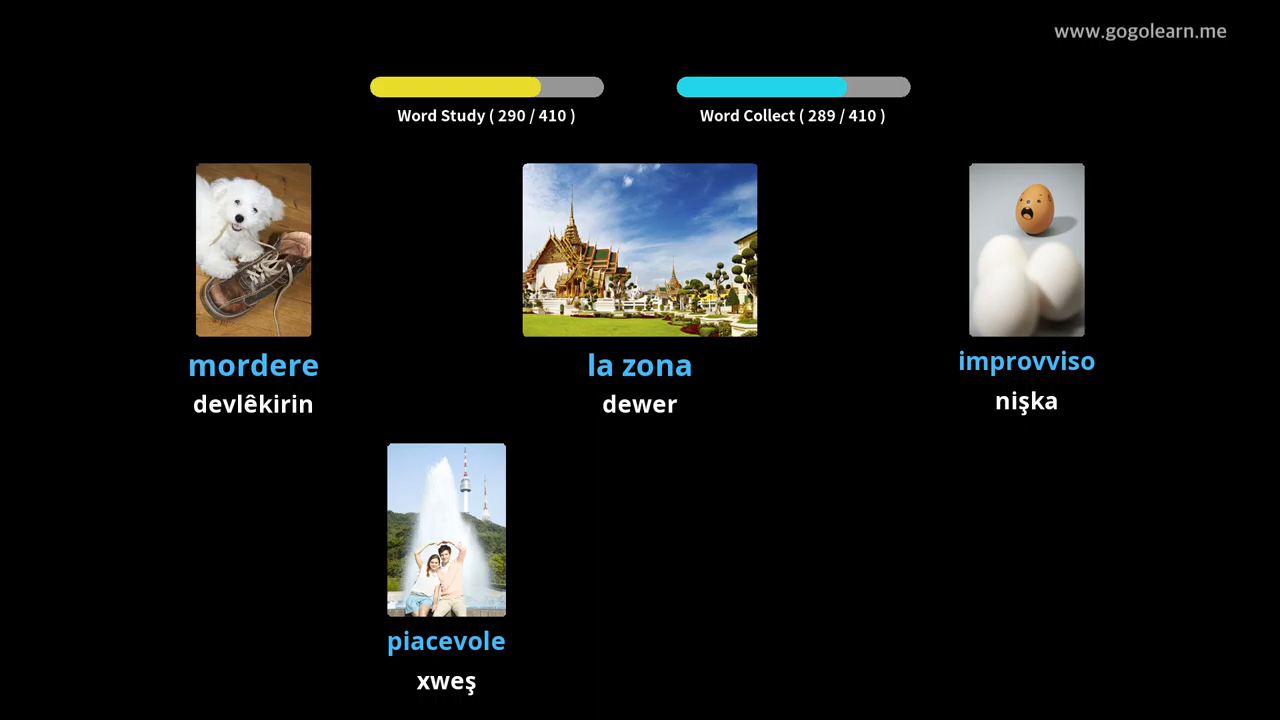 www.gogolearn.me
Word Study ( 290 / 410 )
Word Collect ( 289 / 410 )
mordere
devlêkirin
la zona
dewer
improvviso
nişka
piacevole
xweş